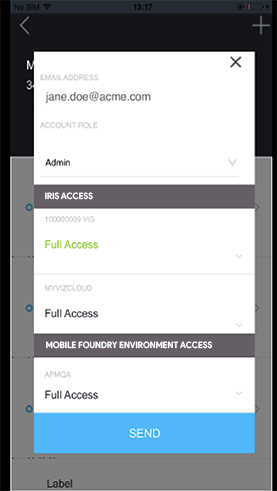 No SIM 13:17
M
34
EMAIL ADDRESS
jane.doe@acme.com
ACCOUNT ROLE
Admin
IRIS ACCESS
100000009 VIS
Full Access
MYVIZCLOUD
Full Access
MOBILE FOUNDRY ENVIRONMENT ACCESS
APMQA
Full Access
SEND
Label